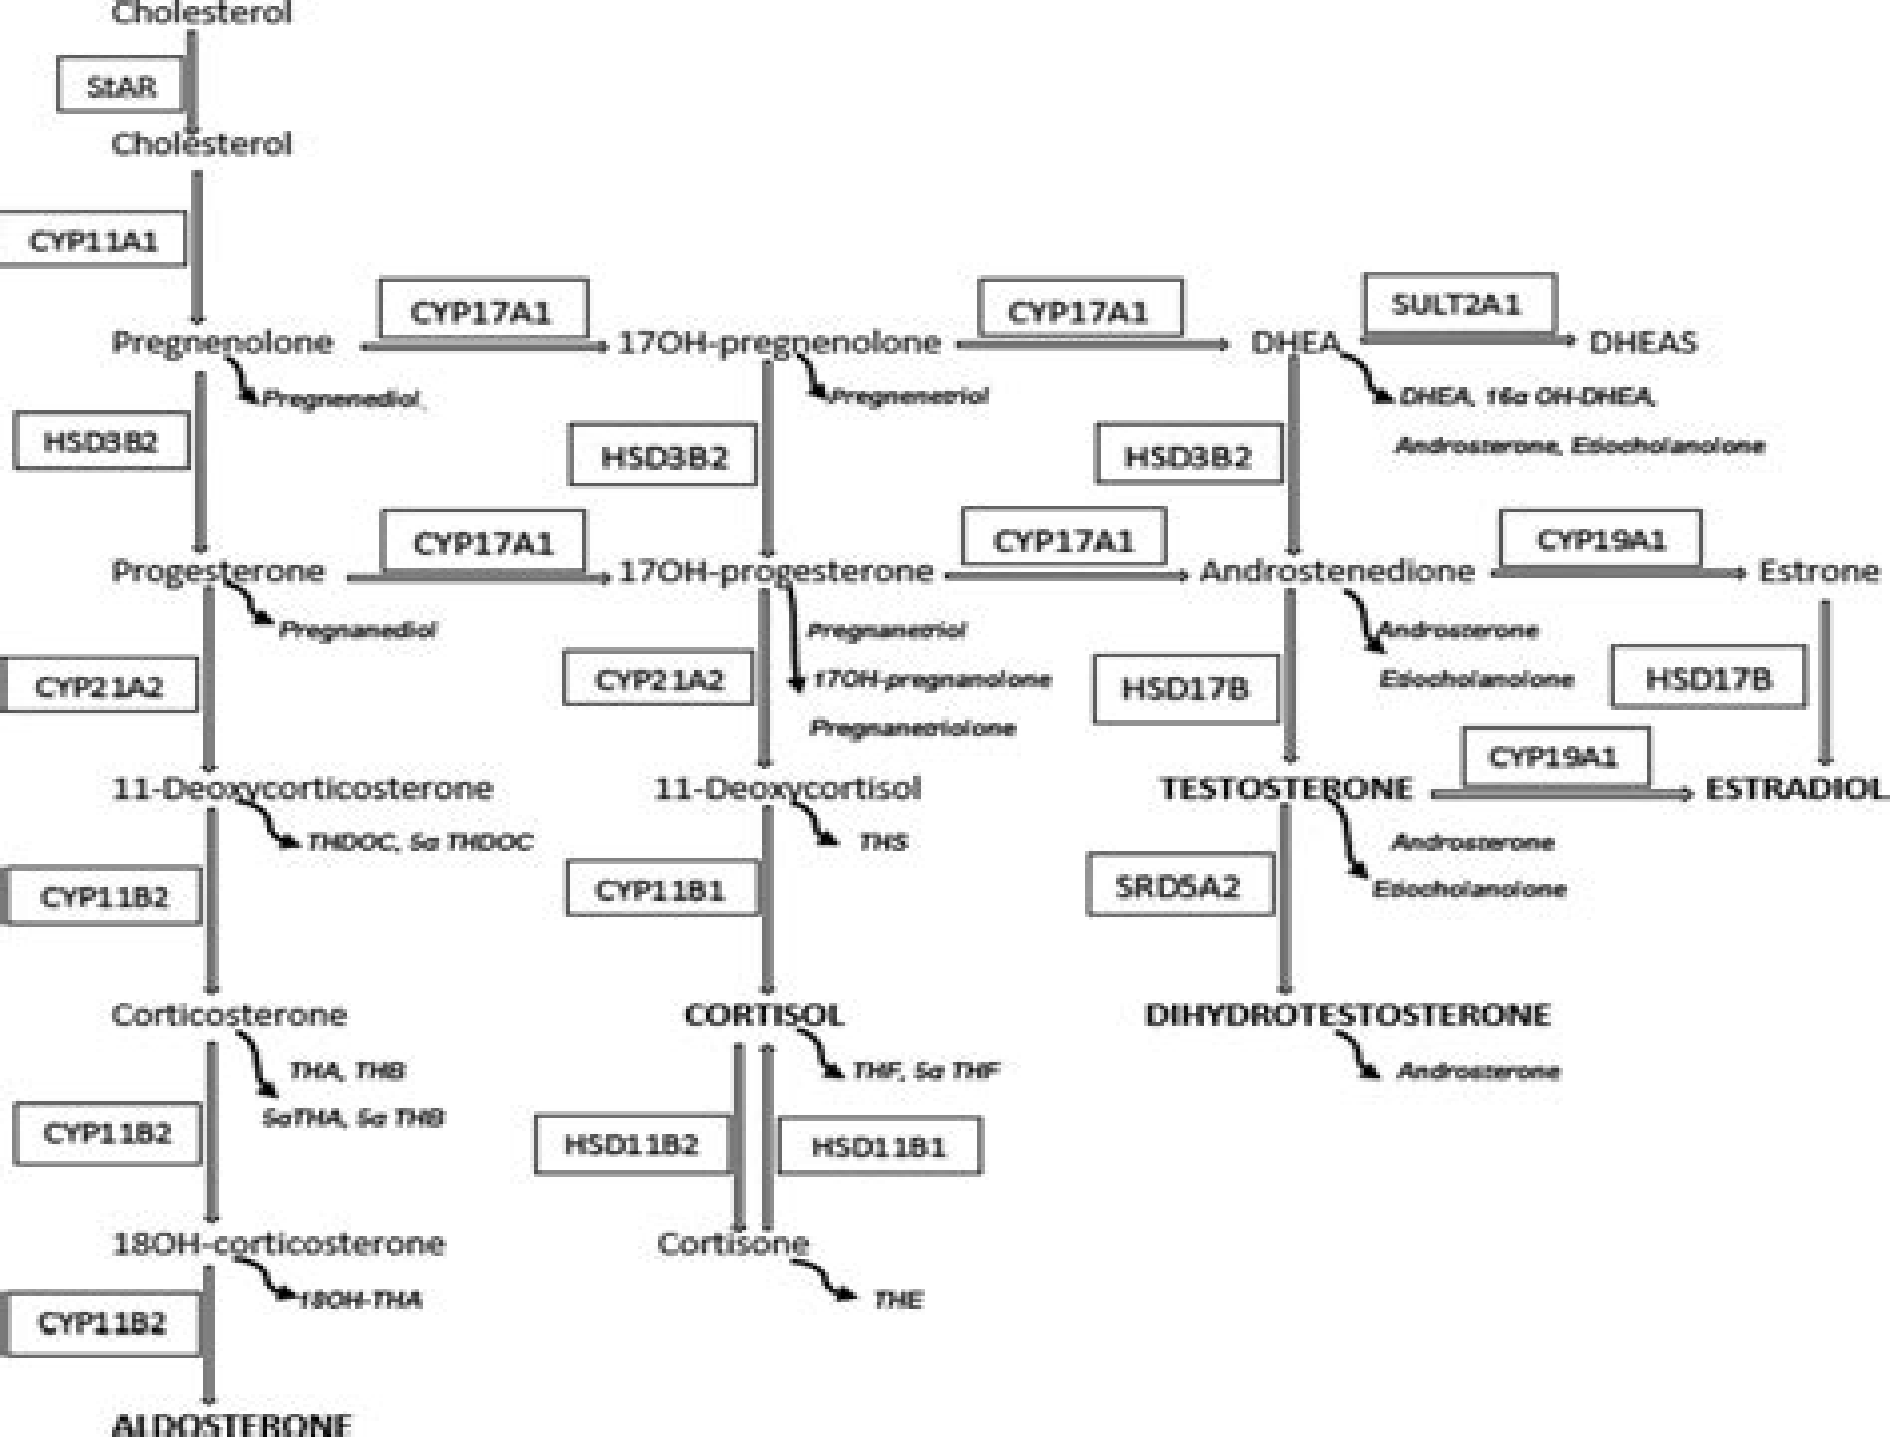 Cholesterol
StAR
Cholesterol
CYP11A1
CYP17A1
CYP17A1
SULT2A1
Pregnenolone
17OH-pregnenolone
DHEA
DHEAS
Pregnenediol,
Pregnenetriol
DHEA, 16α OH-DHEA,
Androsterone, Etiocholanolone
HSD3B2
HSD3B2
HSD3B2
CYP17A1
CYP17A1
CYP19A1
Progesterone
17OH-progesterone
Androstenedione
Estrone
Pregnanediol
Pregnanetriol
17OH-pregnanolone
Pregnanetriolone
Androsterone
Etiocholanolone
CYP21A2
CYP21A2
HSD17B
HSD17B
CYP19A1
11-Deoxycorticosterone
11-Deoxycortisol
TESTOSTERONE
ESTRADIOL
THDOC, 5α THDOC
THS
Androsterone
Etiocholanolone
CYP11B2
CYP11B1
SRD5A2
Corticosterone
CORTISOL
DIHYDROTESTOSTERONE
THA, THB
5αTHA, 5α THB
THF, 5α THF
Androsterone
CYP11B2
HSD11B2
HSD11B1
18OH-corticosterone
Cortisone
18OH-THA
THE
CYP11B2
ALDOSTERONE